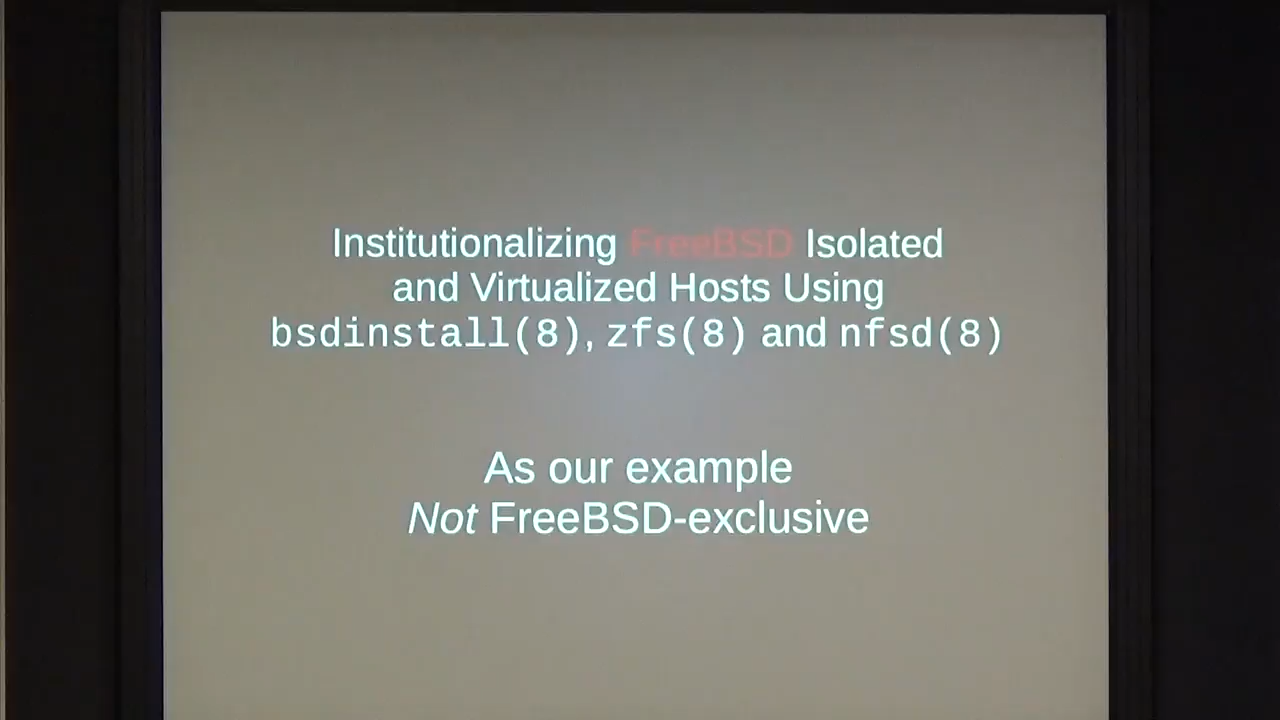 Institutionalizing FreeBSD Isolated
and Virtualized Hosts Using
bsdinstall(8), zfs(8) and nfsd(8)
As our example
Not FreeBSD-exclusive